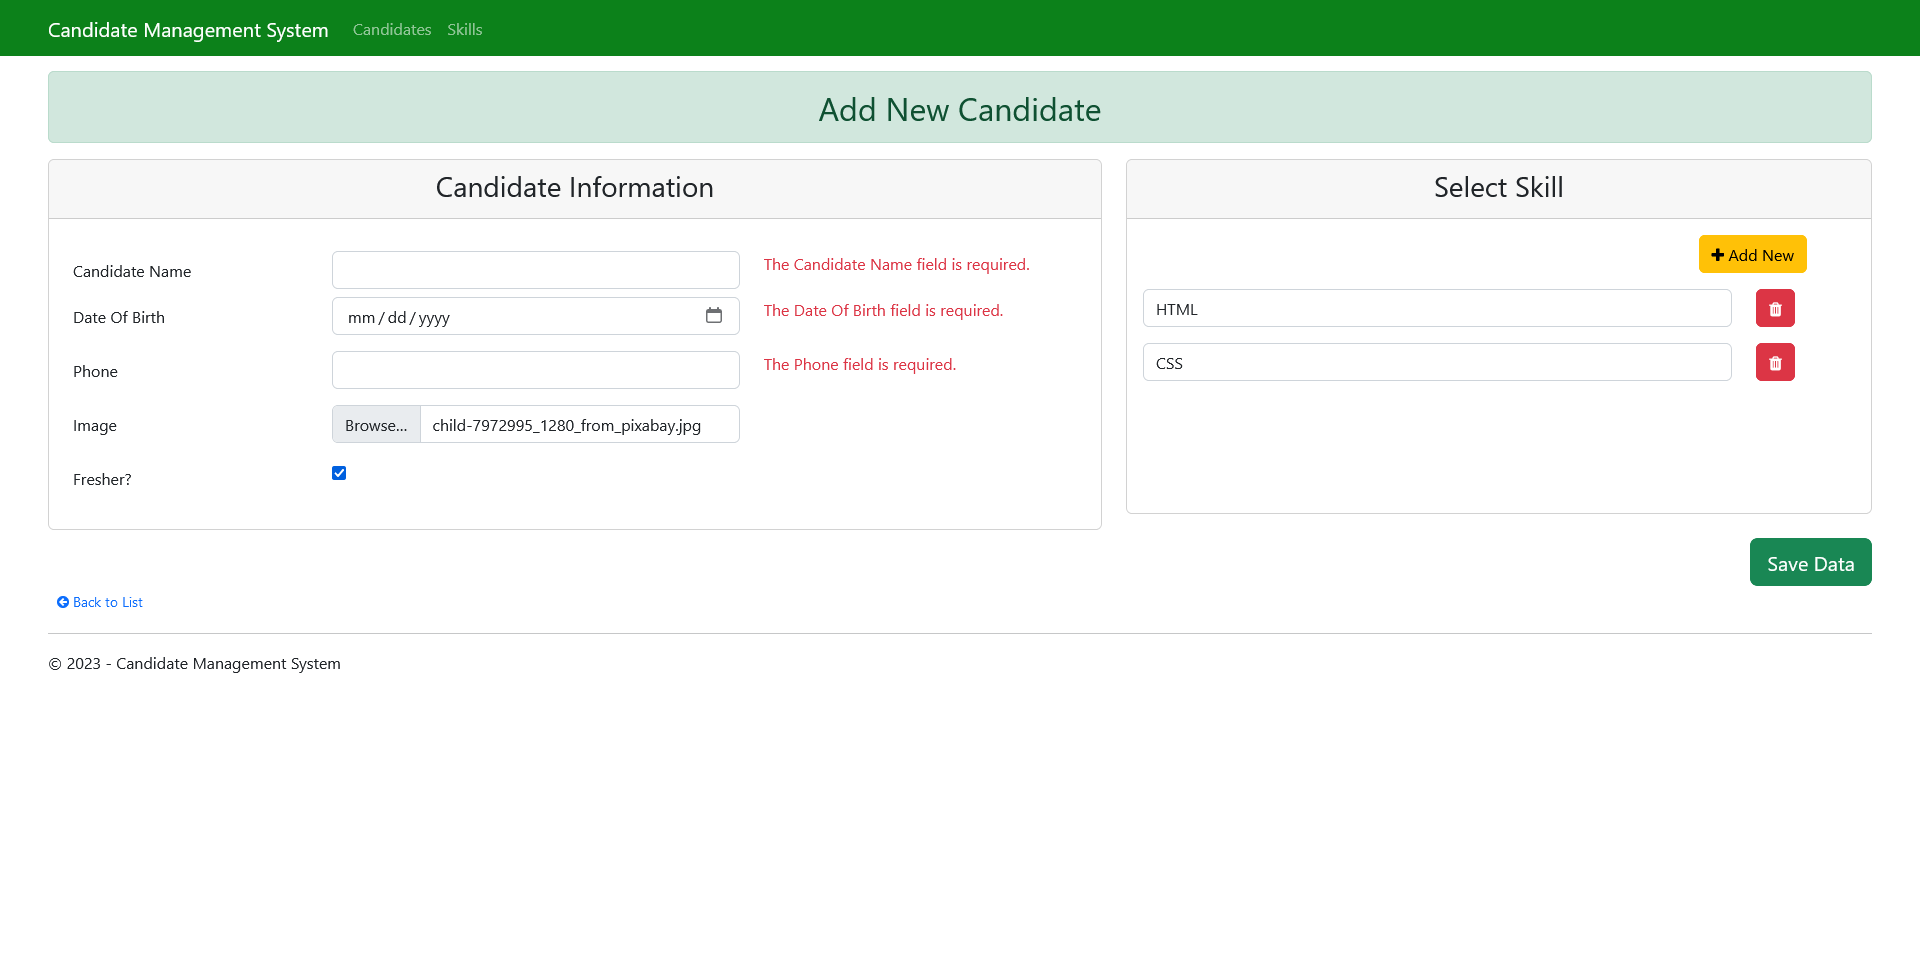 Candidate Management System Candidates Skills
Add New Candidate
Candidate Information
Candidate Name The Candidate Name field is required.
Date Of Birth mm/dd/yyyy The Date Of Birth field is required.
Phone The Phone field is required.
Image Browse... child-7972995_1280_from_pixabay.jpg
Fresher?
Select Skill
Add New
HTML
CSS
Save Data
Back to List
© 2023 - Candidate Management System